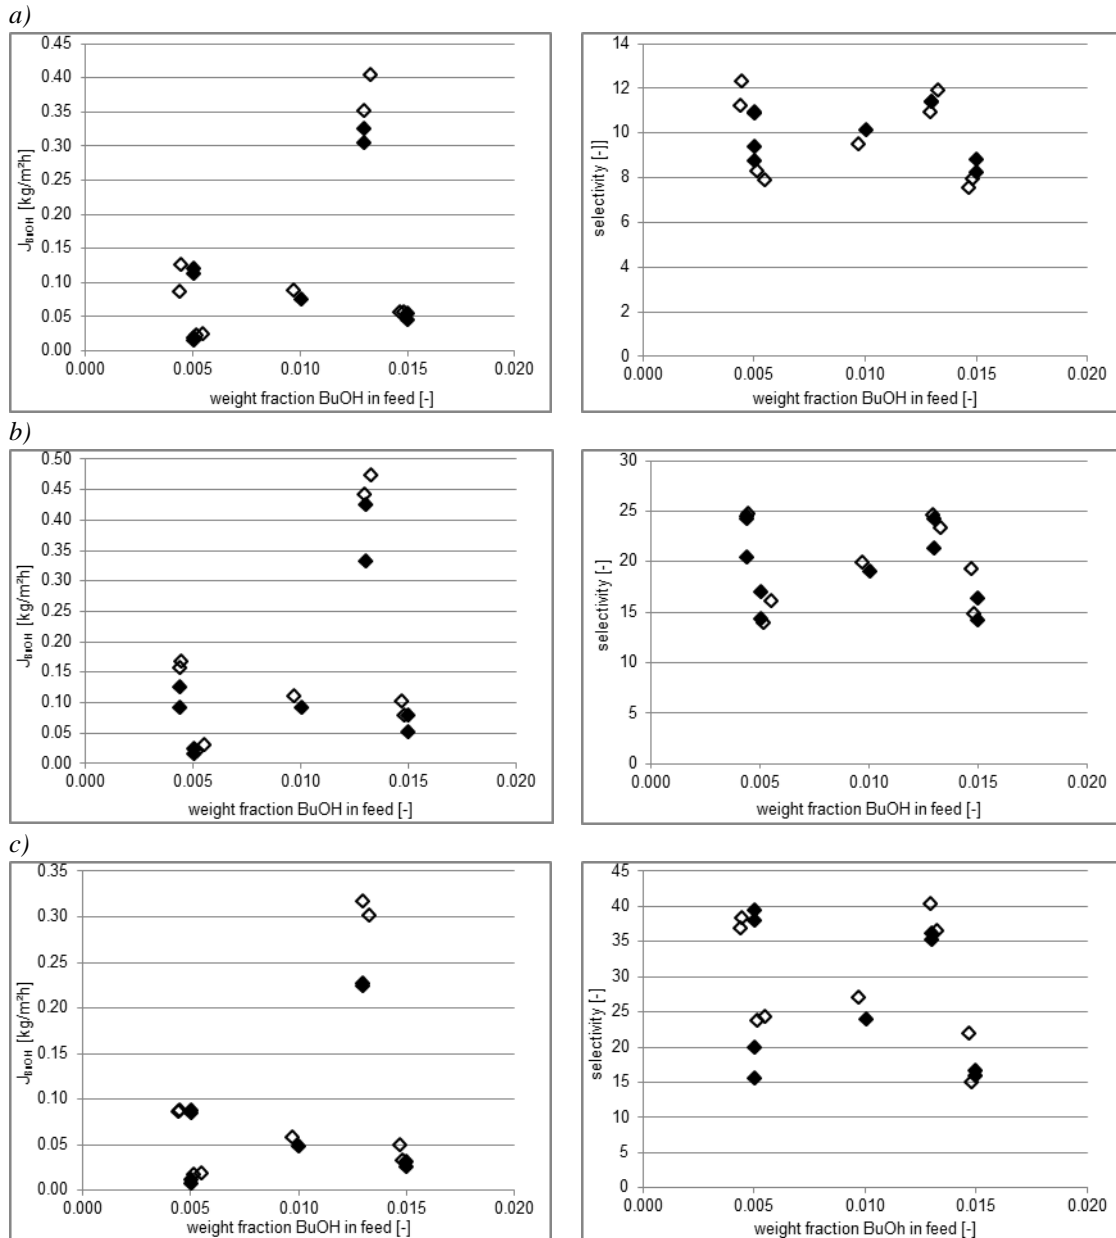 a)
J BuOH [kg/m²h]
0.45
0.40
0.35
0.30
0.25
0.20
0.15
0.10
0.05
0.00
0.000 0.005 0.010 0.015 0.020
weight fraction BuOH in feed [-]
selectivity [-]]
14
12
10
8
6
4
2
0
0.000 0.005 0.010 0.015 0.020
weight fraction BuOH in feed [-]
b)
J BuOH [kg/m²h]
0.50
0.45
0.40
0.35
0.30
0.25
0.20
0.15
0.10
0.05
0.00
0.000 0.005 0.010 0.015 0.020
weight fraction BuOH in feed [-]
selectivity [-]
30
25
20
15
10
5
0
0.000 0.005 0.010 0.015 0.020
weight fraction BuOH in feed [-]
c)
J BuOH [kg/m²h]
0.35
0.30
0.25
0.20
0.15
0.10
0.05
0.00
0.000 0.005 0.010 0.015 0.020
weight fraction BuOH in feed [-]
selectivity [-]
45
40
35
30
25
20
15
10
5
0
0.000 0.005 0.010 0.015 0.020
weight fraction BuOh in feed [-]